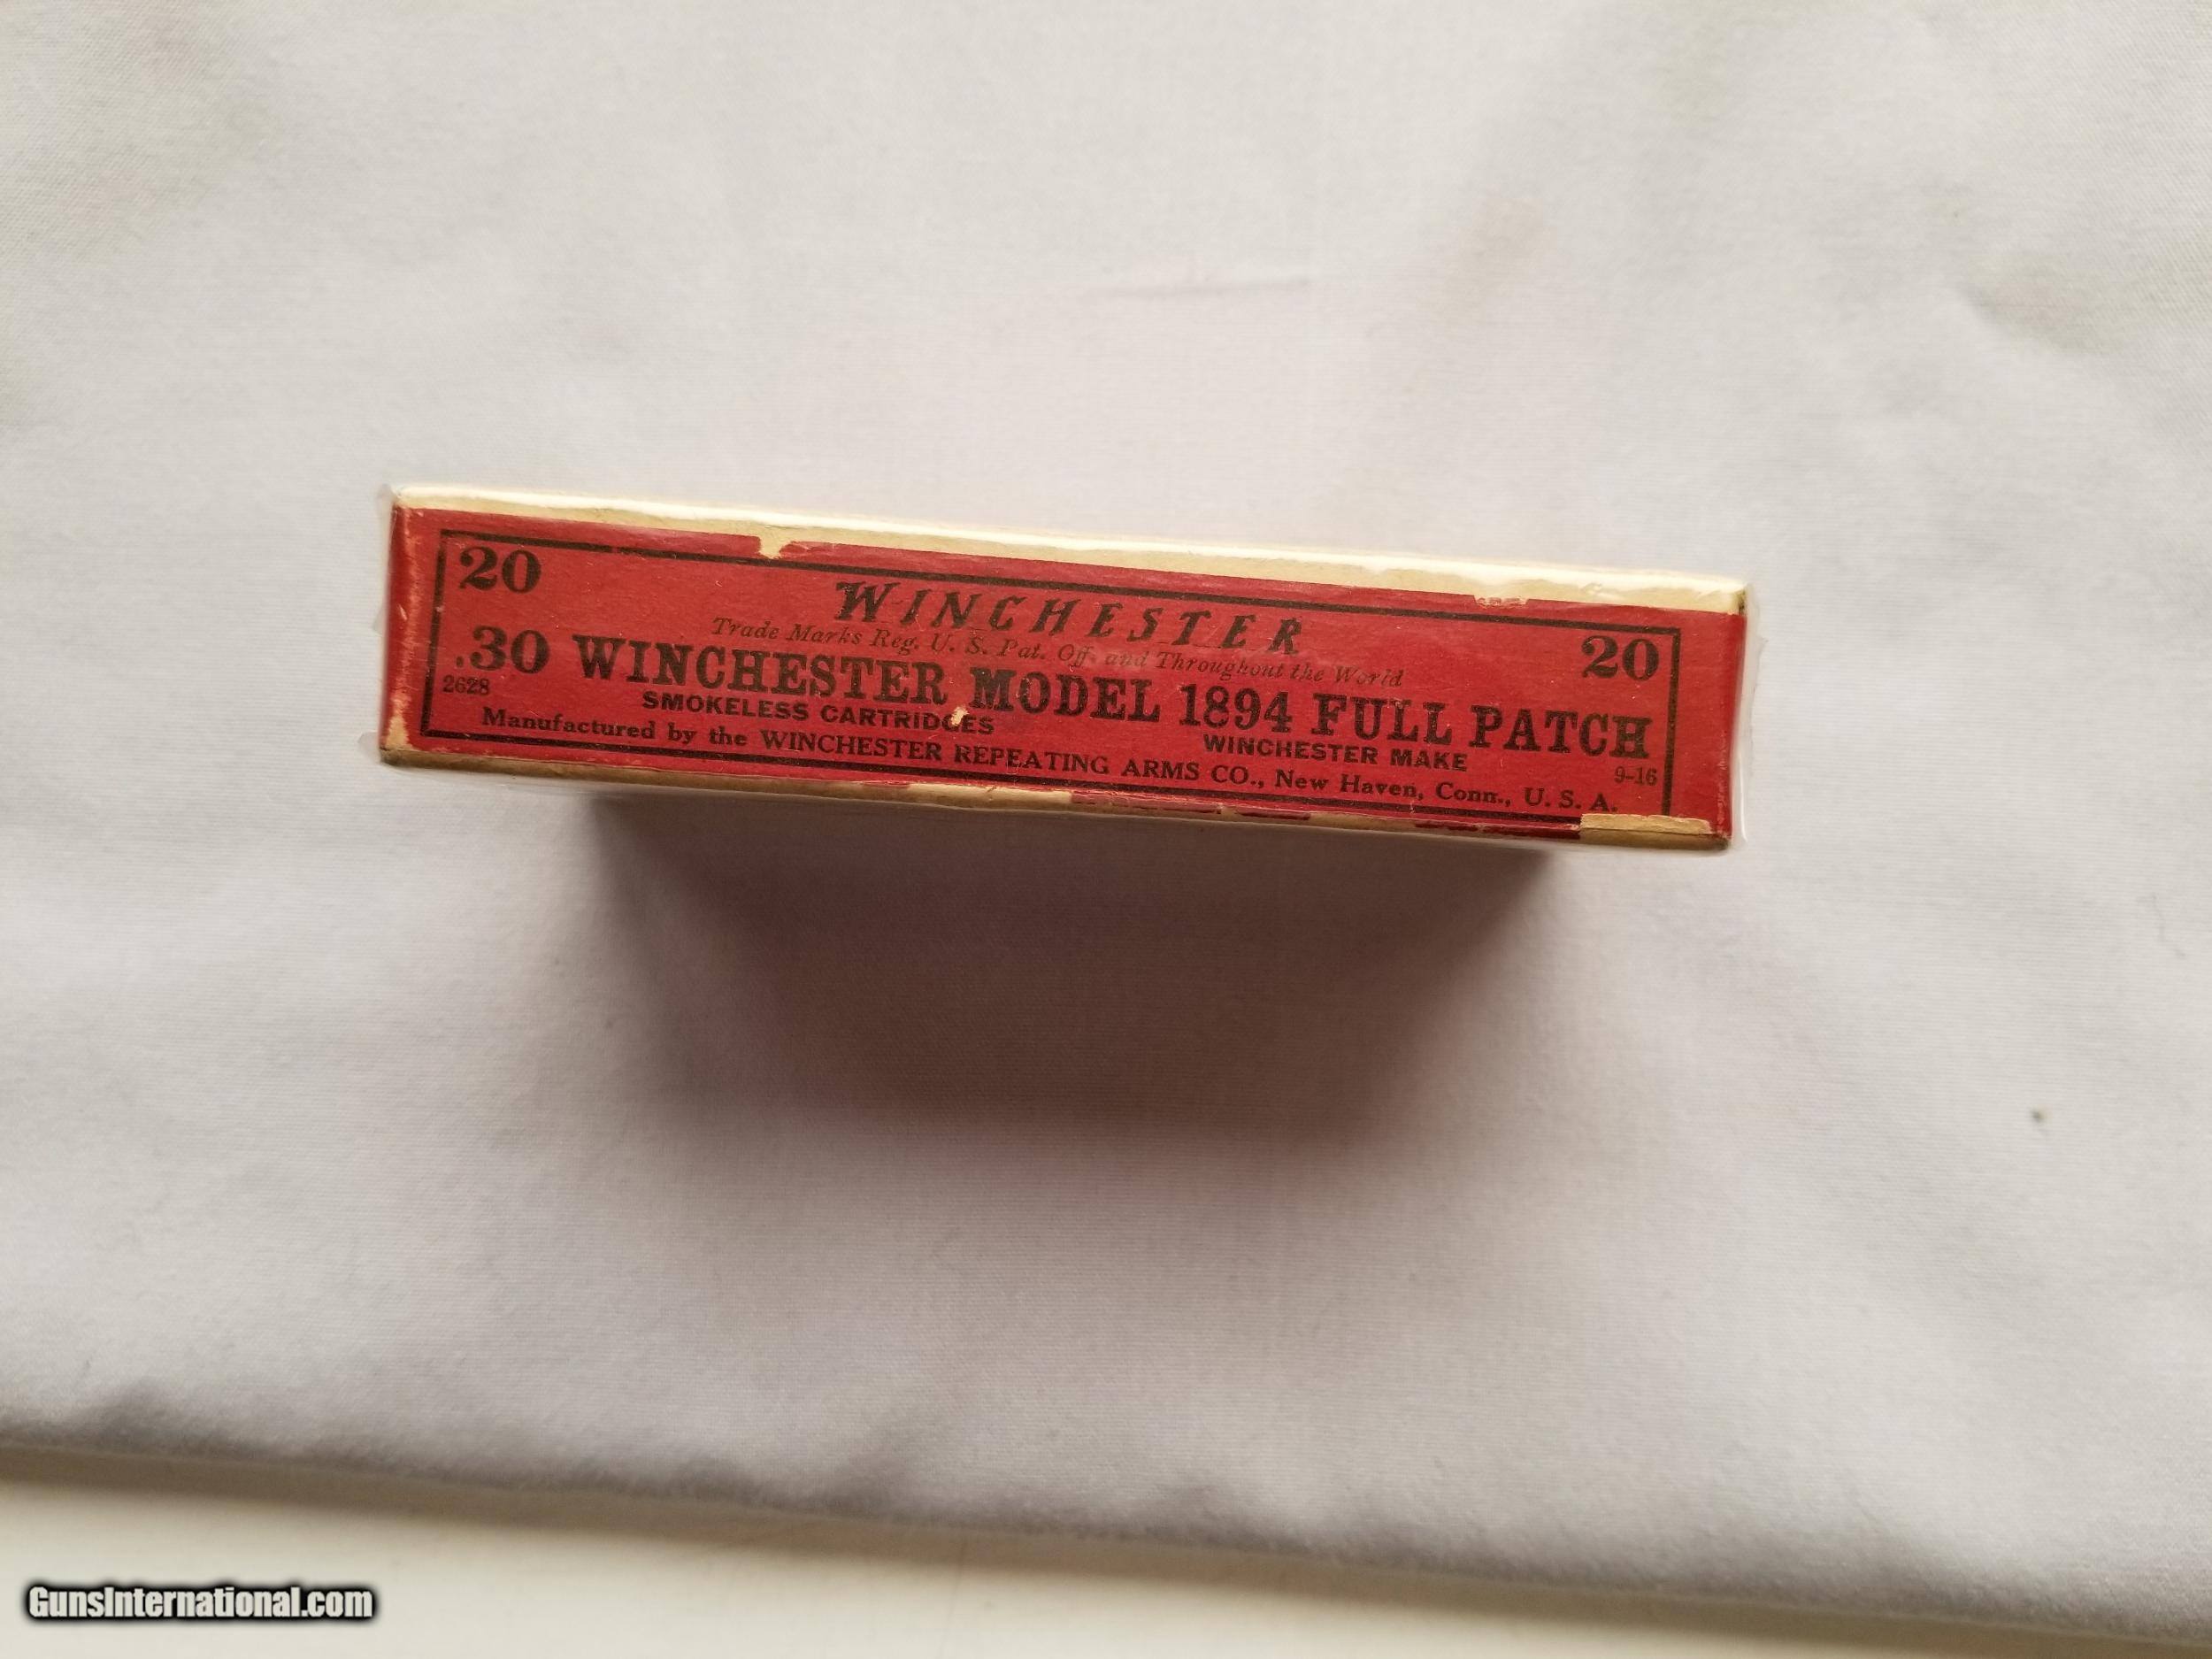 20
WINCHESTER
Trade Marks Reg. U. S. Pat. Off. and Throughout the World
20
.30 WINCHESTER MODEL 1894 FULL PATCH
2628
SMOKELESS CARTRIDGES
WINCHESTER MAKE
9-16
Manufactured by the WINCHESTER REPEATING ARMS CO., New Haven, Conn., U. S. A.
GunsInternational.com